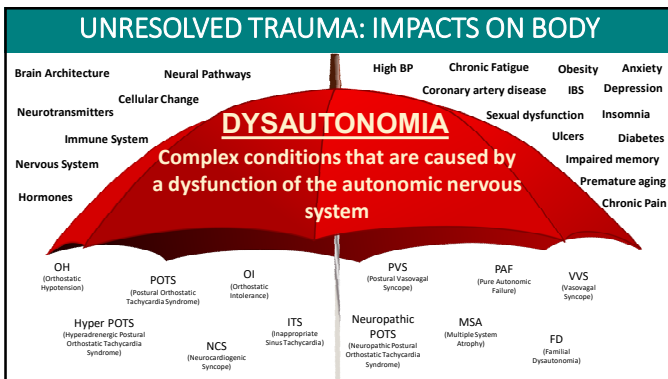 UNRESOLVED TRAUMA: IMPACTS ON BODY
Brain Architecture
Neural Pathways
Cellular Change
Neurotransmitters
Immune System
Nervous System
Hormones
High BP
Chronic Fatigue
Obesity
Anxiety
Coronary artery disease
IBS
Depression
Sexual dysfunction
Insomnia
Ulcers
Diabetes
Impaired memory
Premature aging
Chronic Pain
DYSAUTONOMIA
Complex conditions that are caused by
a dysfunction of the autonomic nervous
system
OH
(Orthostatic
Hypotension)
POTS
(Postural Orthostatic
Tachycardia Syndrome)
OI
(Orthostatic
Intolerance)
PVS
(Postural Vasovagal
Syncope)
PAF
(Pure Autonomic
Failure)
VVS
(Vasovagal
Syncope)
Hyper POTS
(Hyperadrenergic Postural
Orthostatic Tachycardia
Syndrome)
NCS
(Neurocardiogenic
Syncope)
ITS
(Inappropriate
Sinus Tachycardia)
Neuropathic
POTS
(Neuropathic Postural
Orthostatic Tachycardia
Syndrome)
MSA
(Multiple System
Atrophy)
FD
(Familial
Dysautonomia)